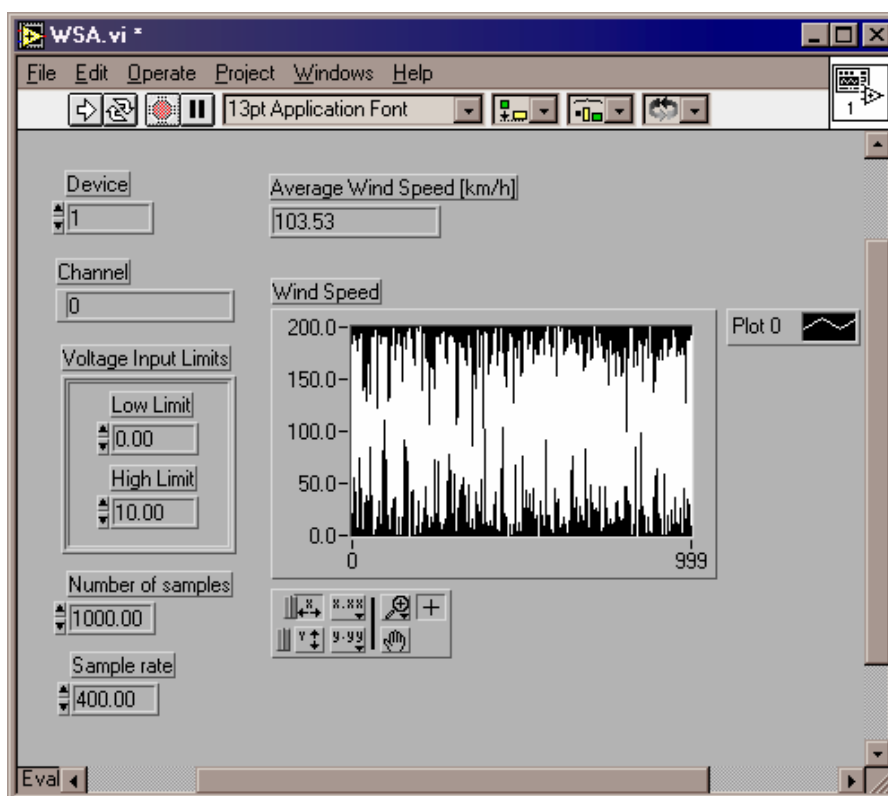 WSA.vi *
File Edit Operate Project Windows Help
13pt Application Font
1
Device
1
Average Wind Speed [km/h]
103.53
Channel
0
Wind Speed
Plot 0
200.0
150.0
100.0
50.0
0.0
0 999
Voltage Input Limits
Low Limit
0.00
High Limit
10.00
Number of samples
1000.00
Sample rate
400.00
X x.xx
Y y.yy
Eval